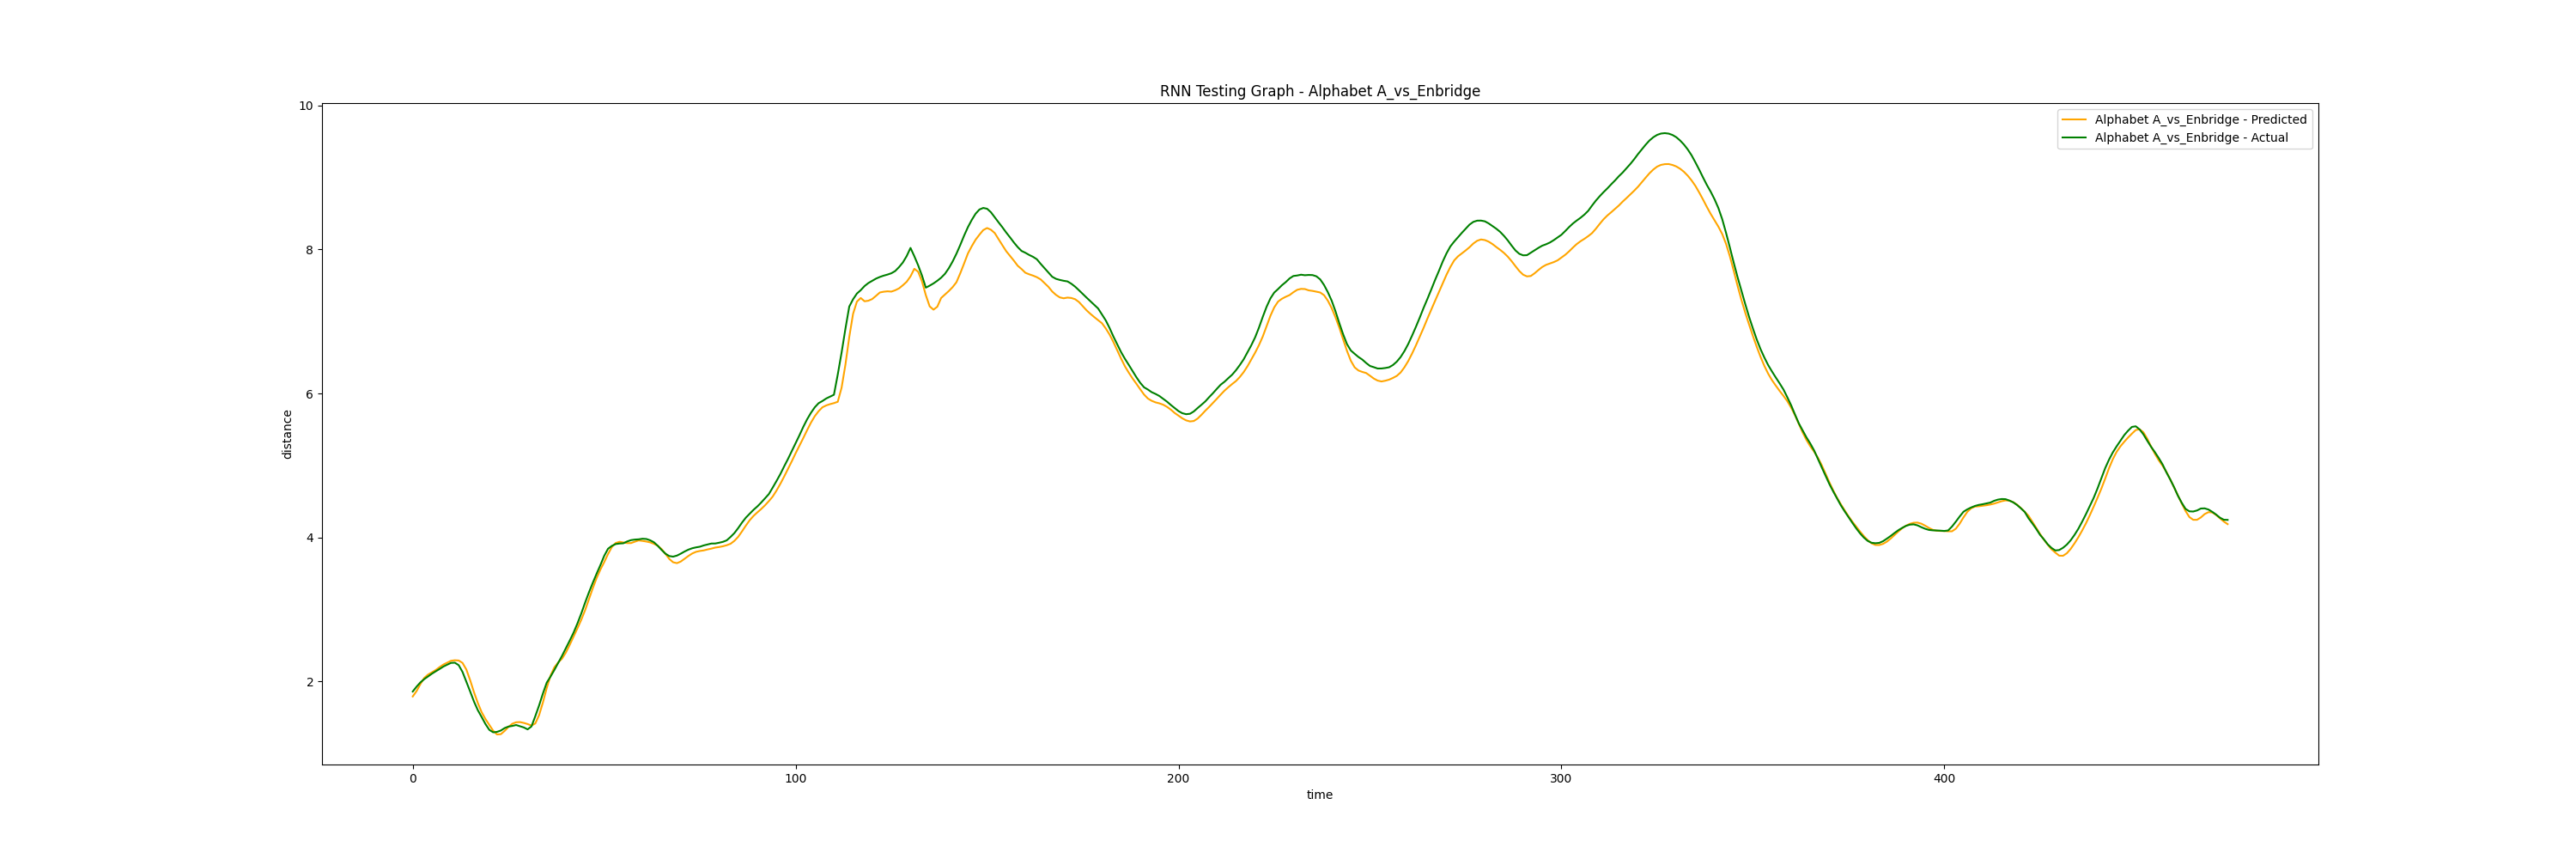 RNN Testing Graph - Alphabet A_vs_Enbridge
Alphabet A_vs_Enbridge - Predicted
Alphabet A_vs_Enbridge - Actual
distance
10
8
6
4
2
0 100 200 300 400
time